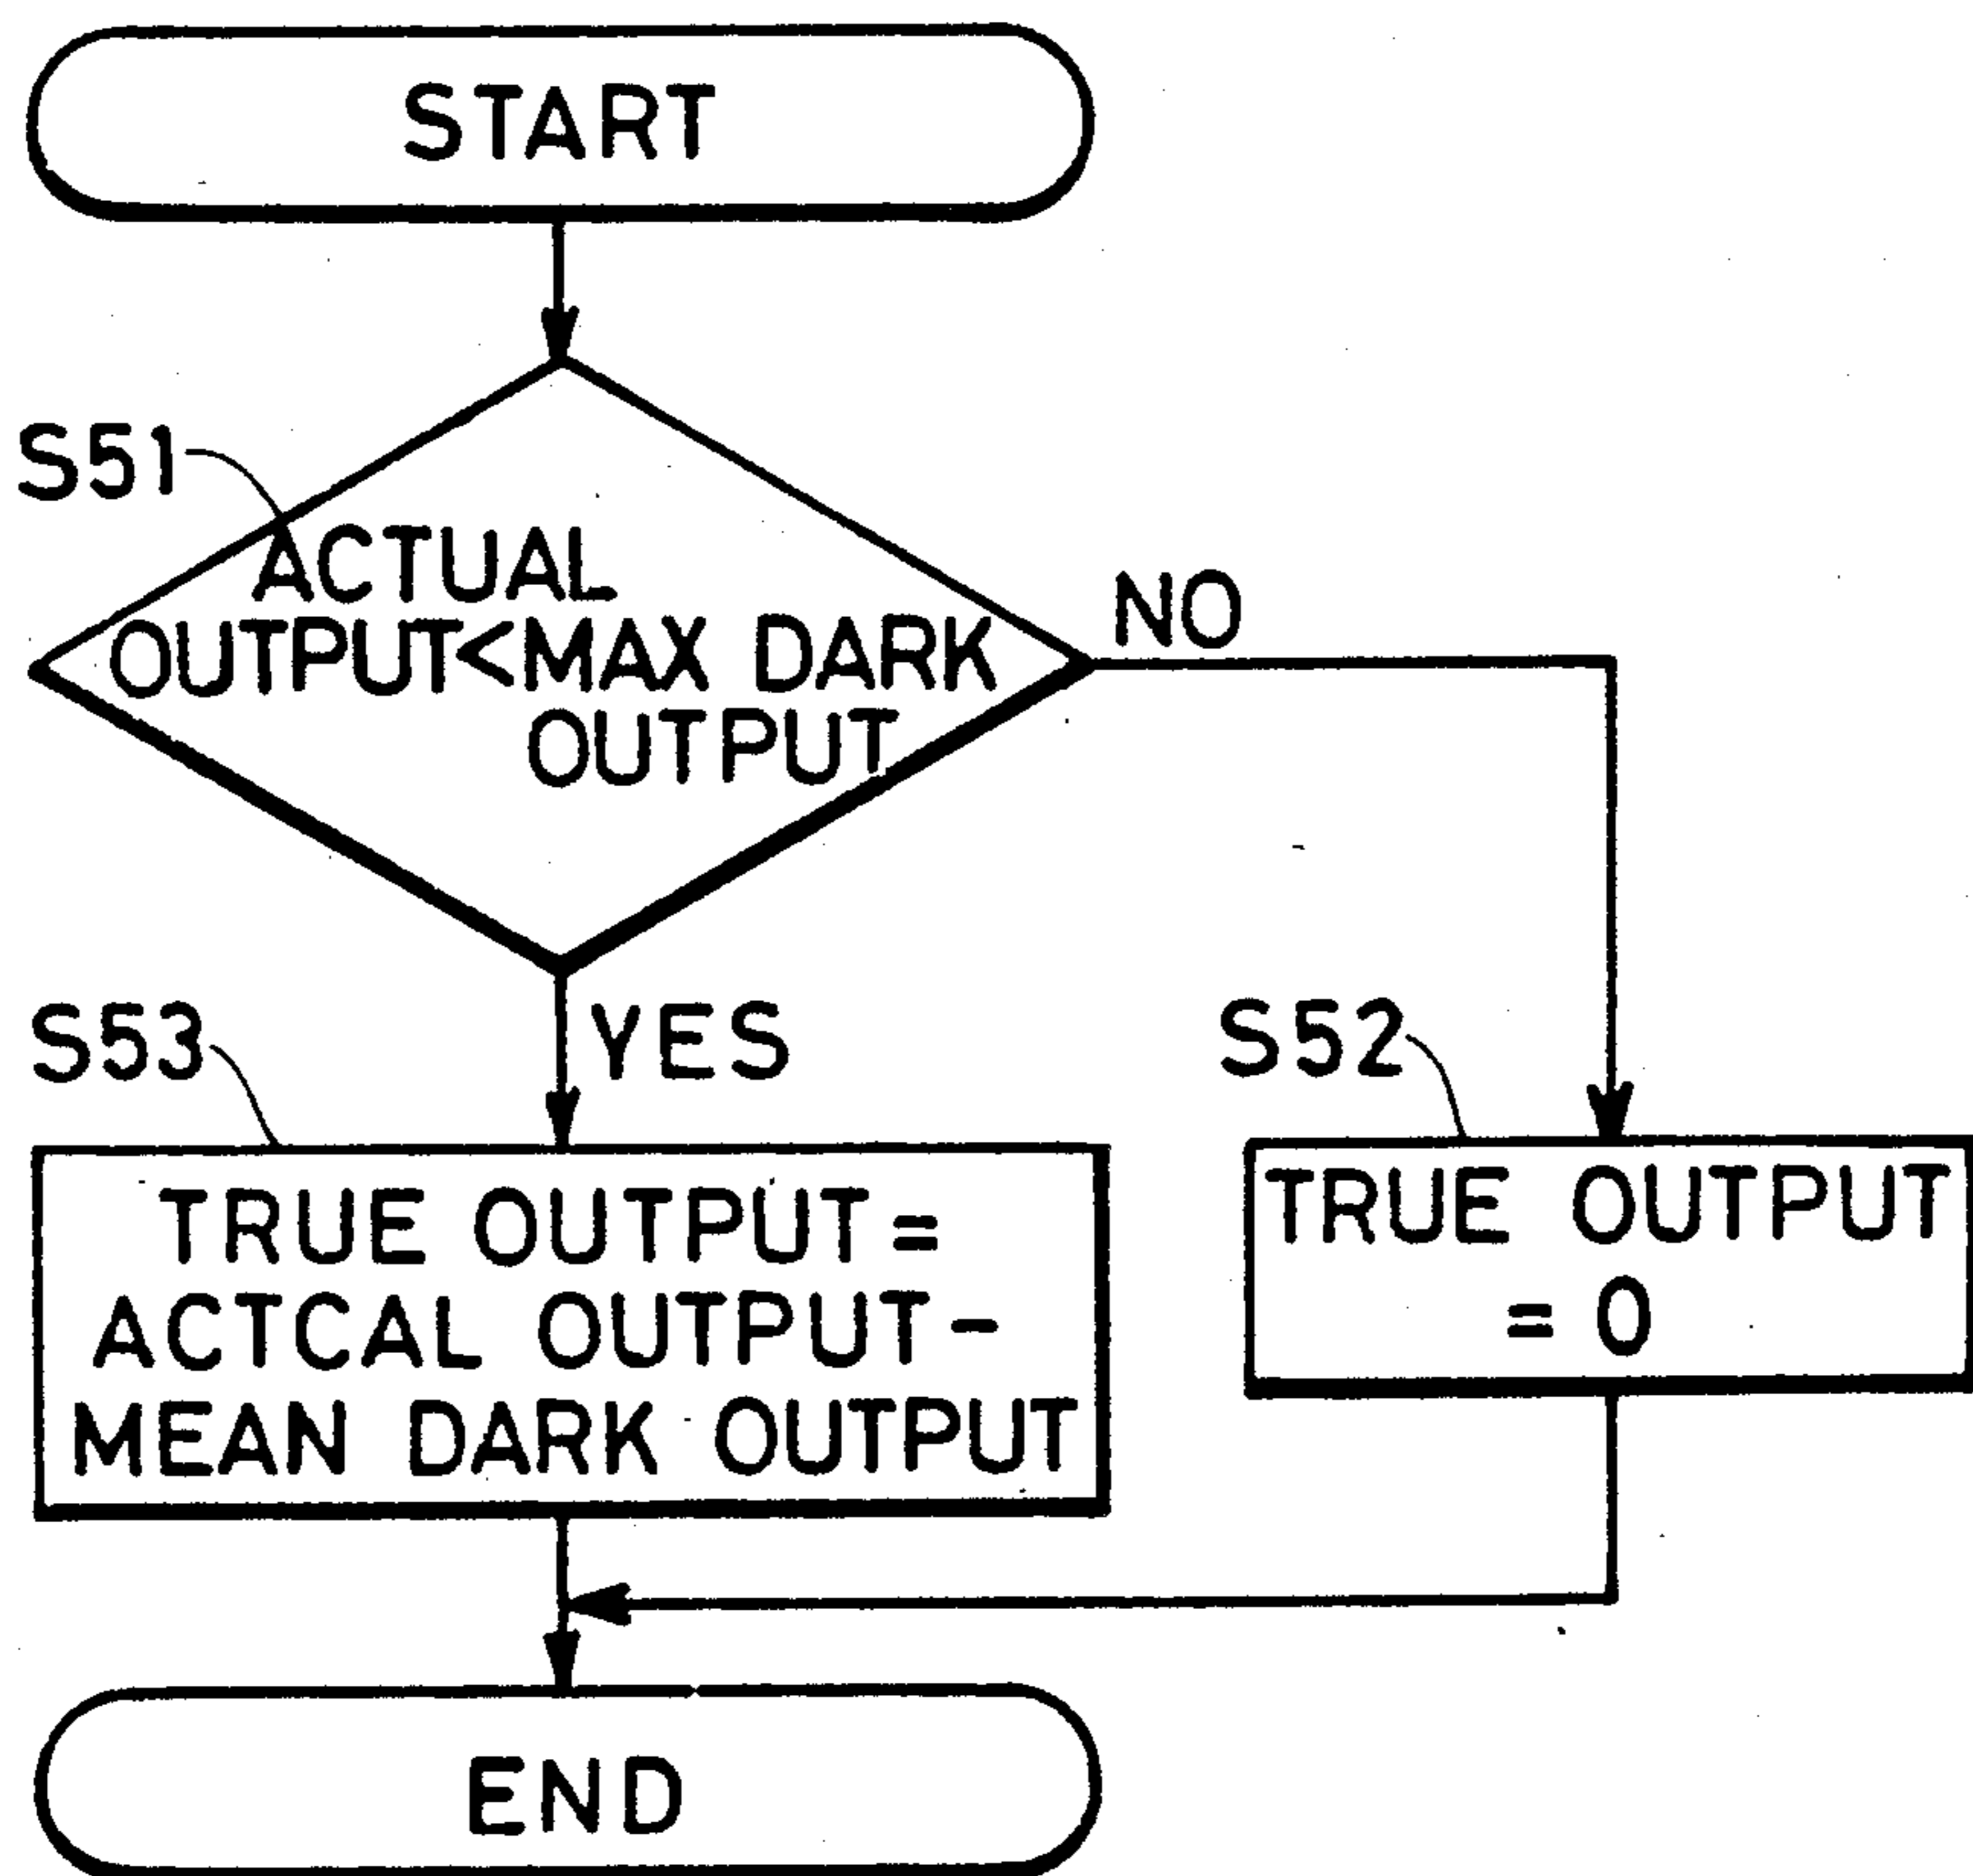 START
S51
ACTUAL
OUTPUT<MAX DARK
OUTPUT
NO
YES
S53
TRUE OUTPUT=
ACTCAL OUTPUT-
MEAN DARK OUTPUT
S52
TRUE OUTPUT
= 0
END